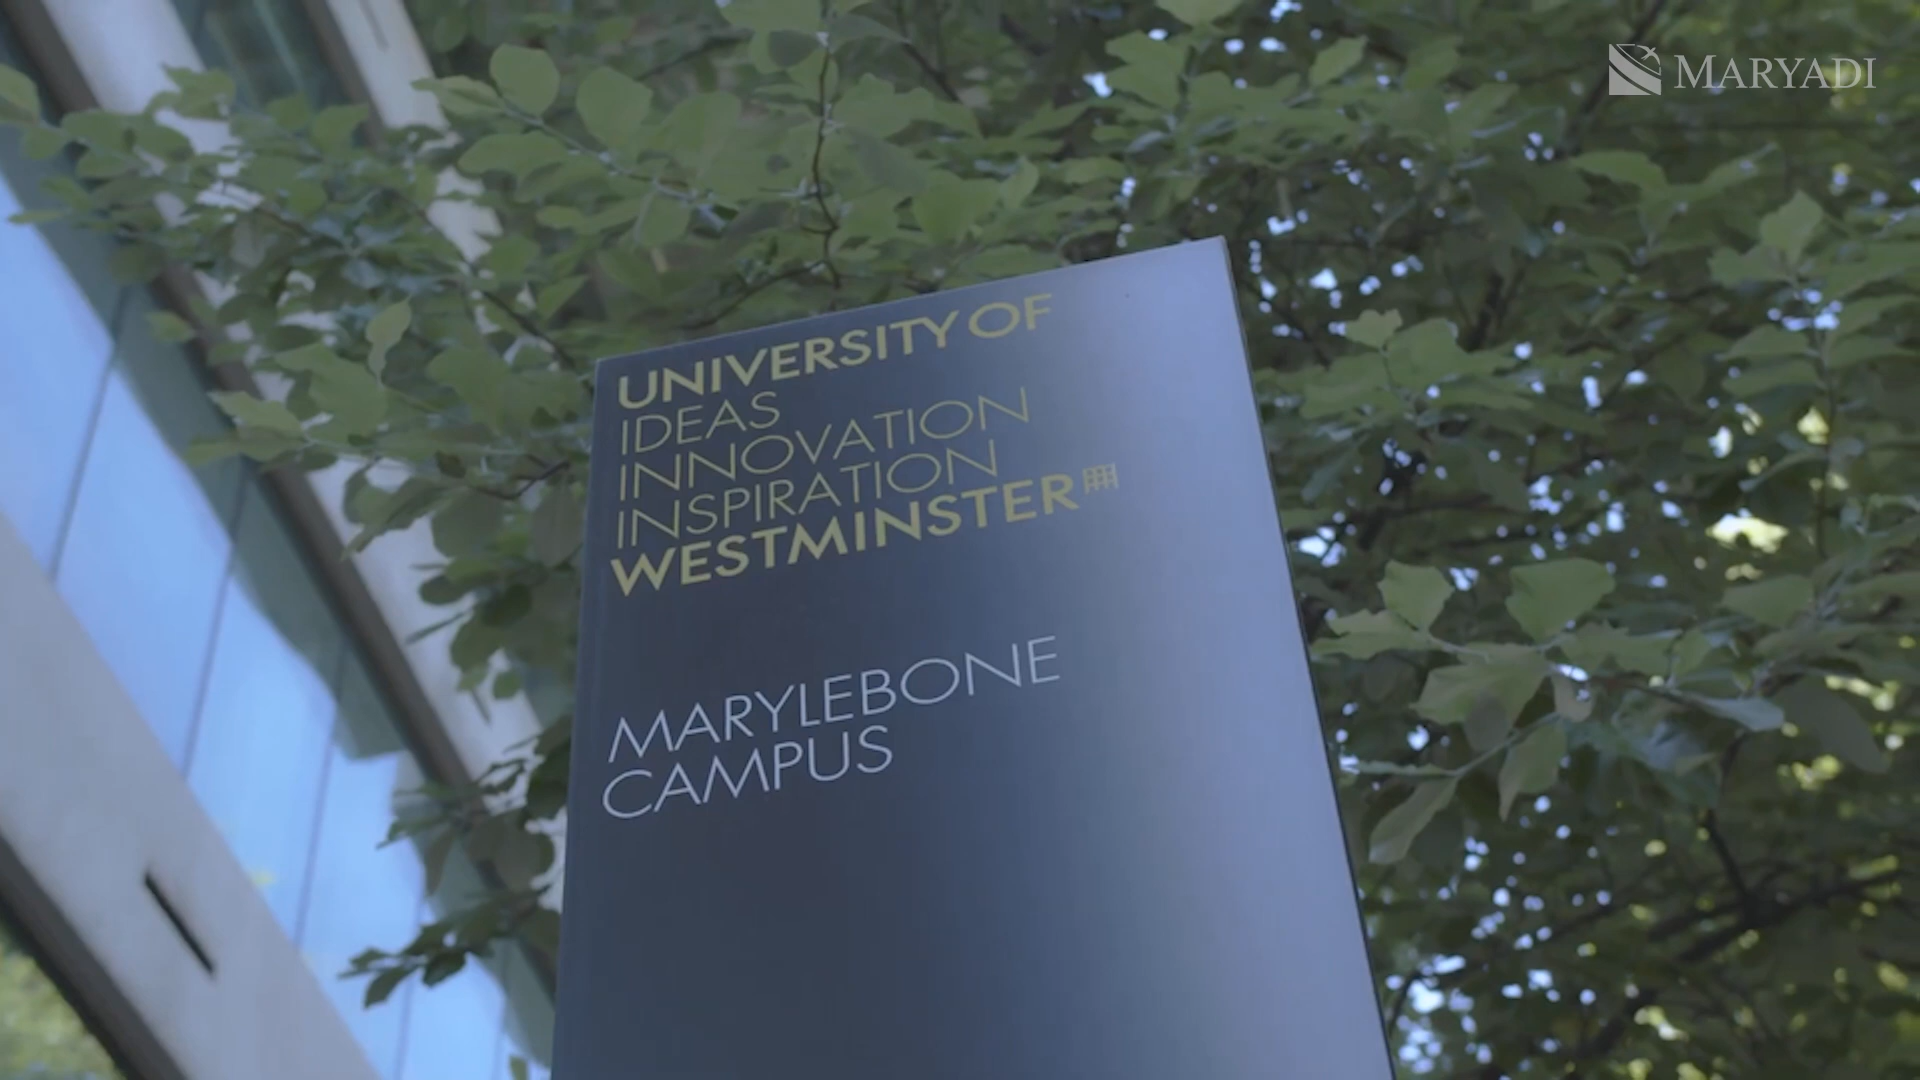 MARYADI
UNIVERSITY OF
IDEAS
INNOVATION
INSPIRATION
WESTMINSTER
MARYLEBONE
CAMPUS